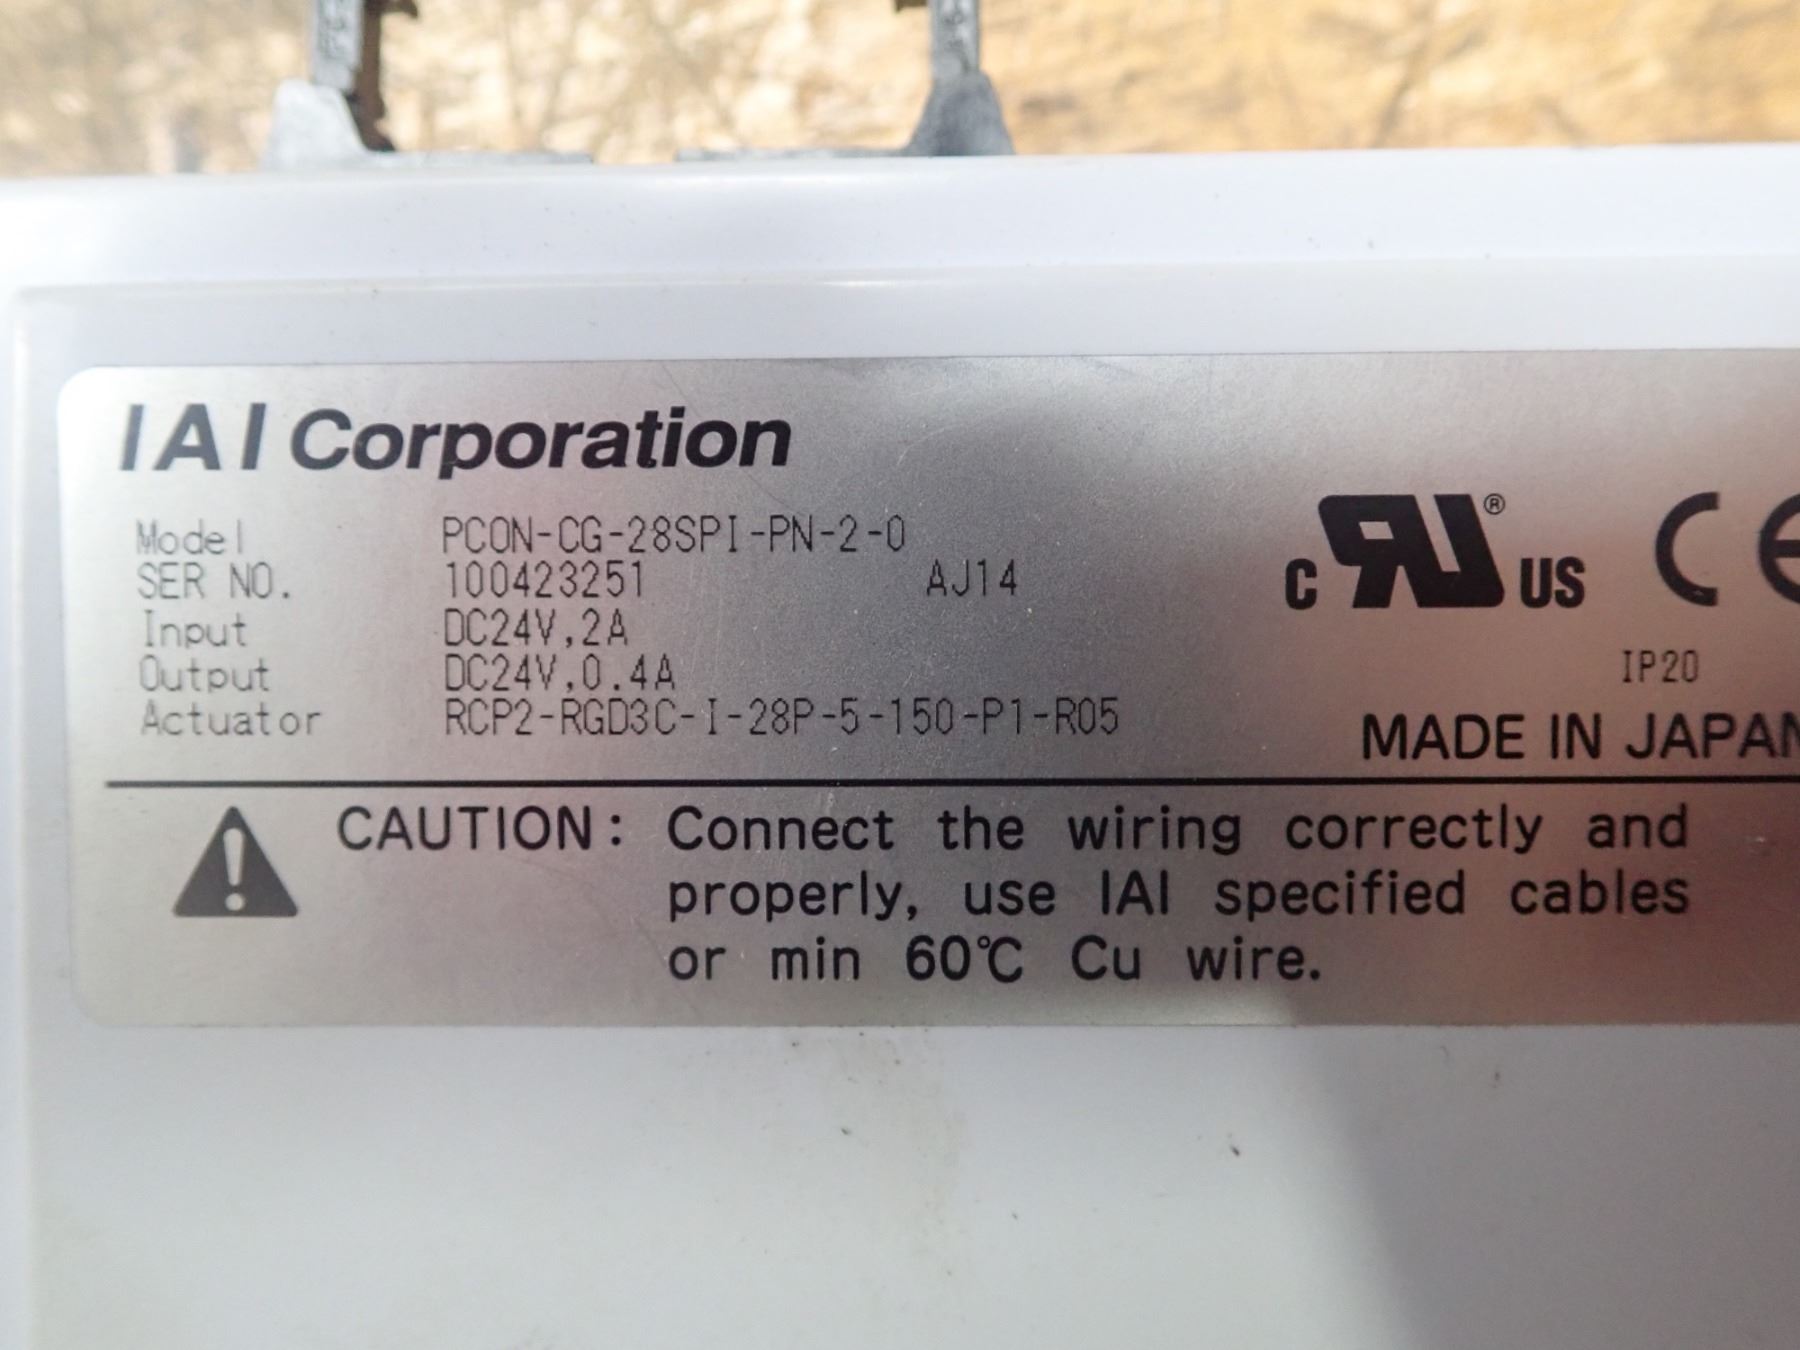 IAI Corporation
Model PCON-CG-28SPI-PN-2-0
SER NO. 100423251 AJ14
Input DC24V,2A
Output DC24V,0.4A
Actuator RCP2-RGD3C-I-28P-5-150-P1-R05
c RU ® US CE
IP20
MADE IN JAPAN
CAUTION: Connect the wiring correctly and
properly, use IAI specified cables
or min 60℃ Cu wire.